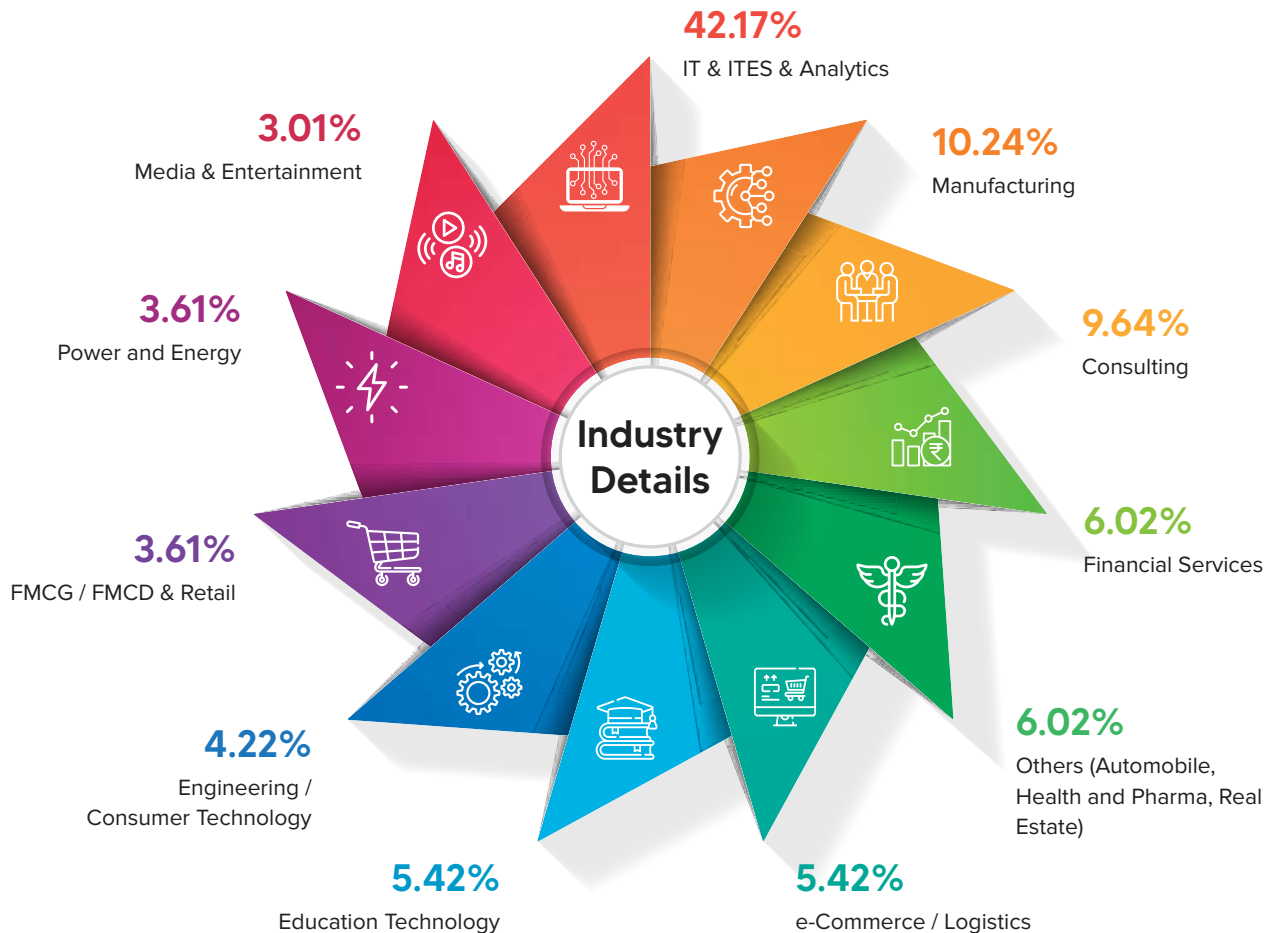 42.17%
IT & ITES & Analytics
10.24%
Manufacturing
9.64%
Consulting
6.02%
Financial Services
6.02%
Others (Automobile,
Health and Pharma, Real
Estate)
5.42%
e-Commerce / Logistics
5.42%
Education Technology
4.22%
Engineering /
Consumer Technology
3.61%
FMCG / FMCD & Retail
3.61%
Power and Energy
3.01%
Media & Entertainment
Industry
Details
₹